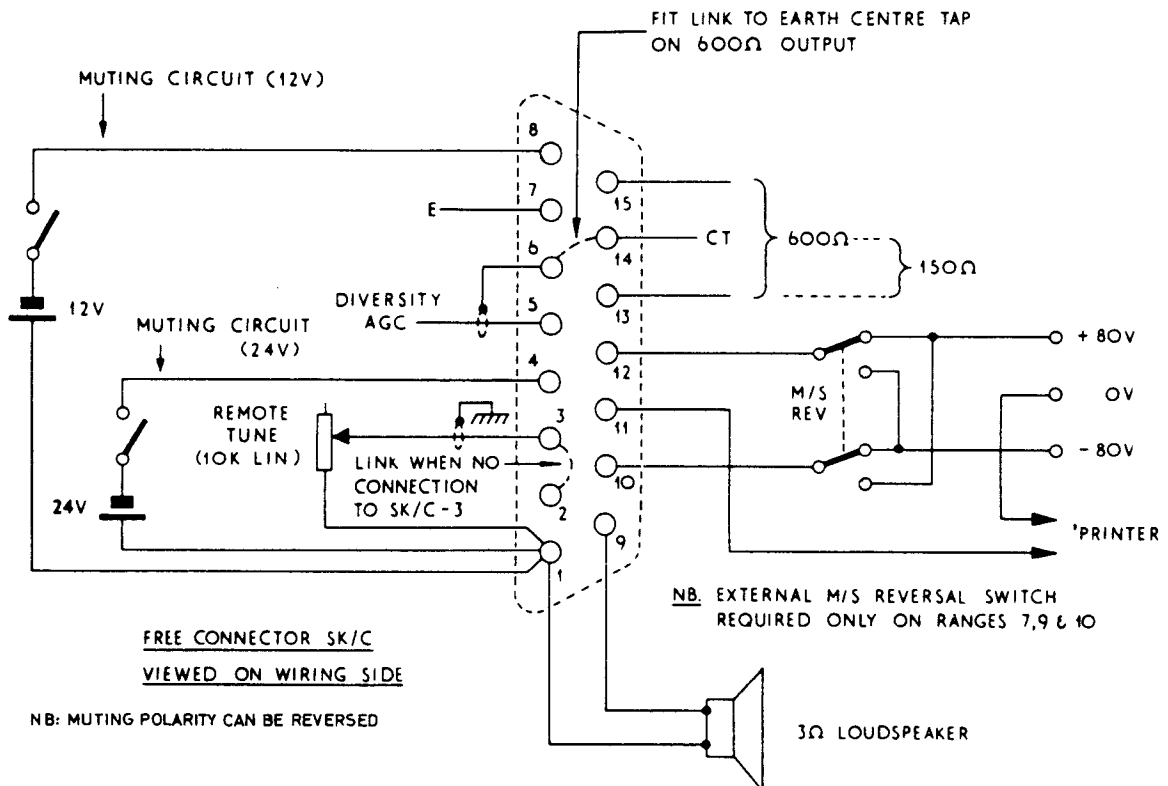 FIT LINK TO EARTH CENTRE TAP
ON 600Ω OUTPUT
MUTING CIRCUIT (12V)
8
7
E
6
5
DIVERSITY
AGC
4
3
2
1
15
14
CT
13
12
11
10
9
600Ω
150Ω
12V
MUTING CIRCUIT
(24V)
REMOTE
TUNE
(10K LIN)
24V
LINK WHEN NO
CONNECTION
TO SK/C-3
M/S
REV
+80V
0V
-80V
'PRINTER
NB. EXTERNAL M/S REVERSAL SWITCH
REQUIRED ONLY ON RANGES 7,9 & 10
FREE CONNECTOR SK/C
VIEWED ON WIRING SIDE
NB: MUTING POLARITY CAN BE REVERSED
3Ω LOUDSPEAKER